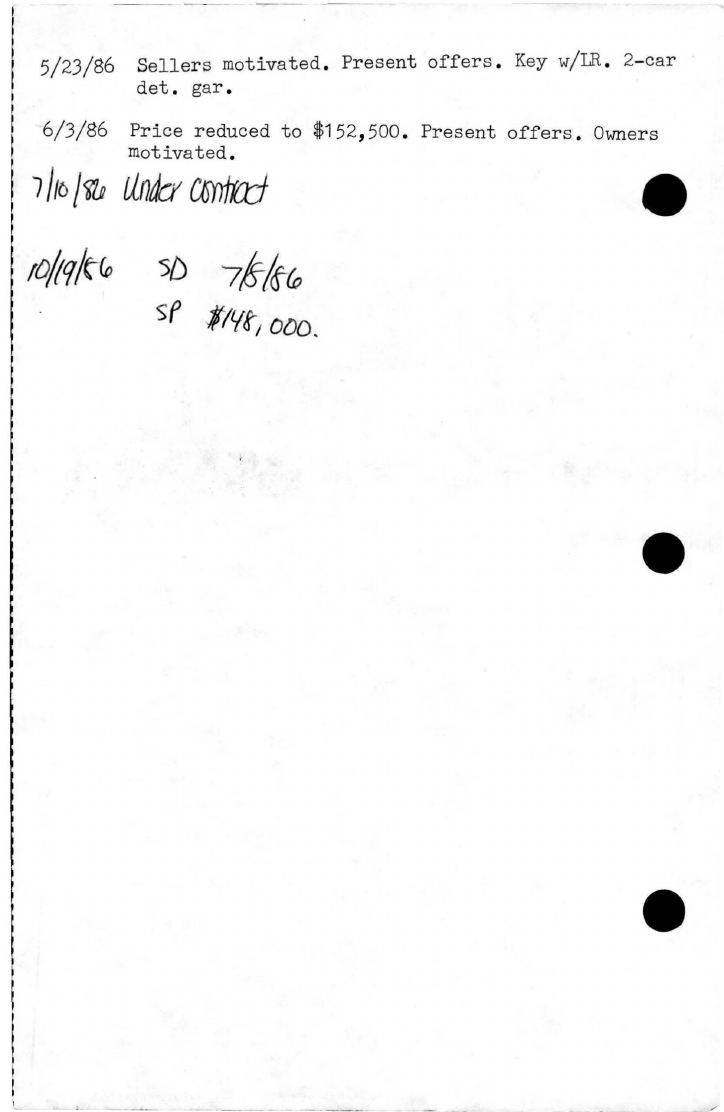 5/23/86 Sellers motivated. Present offers. Key w/LR. 2-car
det. gar.
6/3/86 Price reduced to $152,500. Present offers. Owners
motivated.
7/10/86 Under contract
10/19/86 SD 7/8/86
SP $148,000.